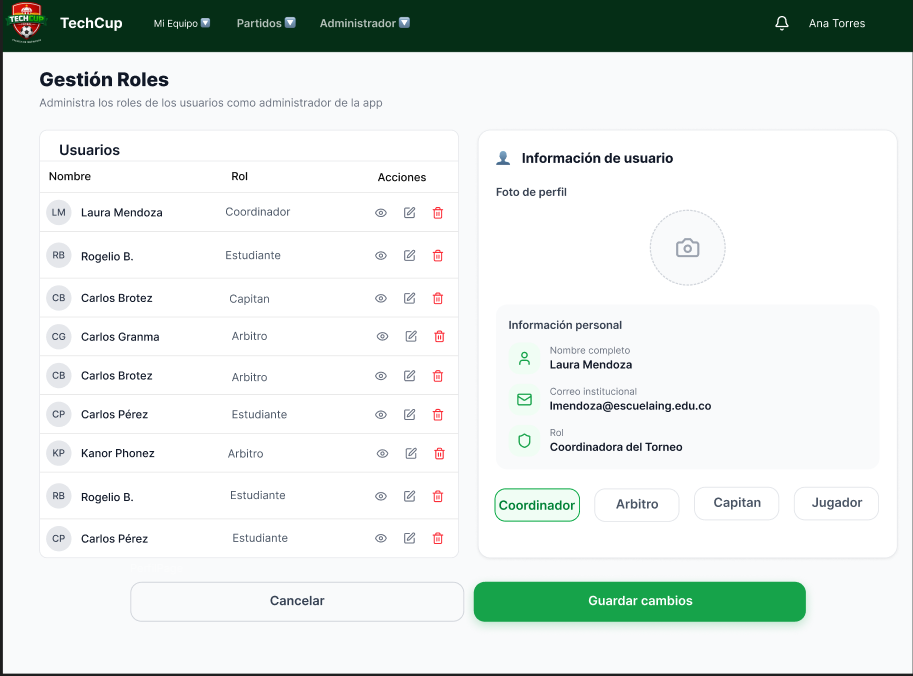 TECHCUP
TechCup
Mi Equipo
Partidos
Administrador
Ana Torres
Gestión Roles
Administra los roles de los usuarios como administrador de la app
Usuarios
Nombre Rol Acciones
LM Laura Mendoza Coordinador
RB Rogelio B. Estudiante
CB Carlos Brotez Capitan
CG Carlos Granma Arbitro
CB Carlos Brotez Arbitro
CP Carlos Pérez Estudiante
KP Kanor Phonez Arbitro
RB Rogelio B. Estudiante
CP Carlos Pérez Estudiante
Información de usuario
Foto de perfil
Información personal
Nombre completo
Laura Mendoza
Correo institucional
lmendoza@escuelaing.edu.co
Rol
Coordinadora del Torneo
Coordinador Arbitro Capitan Jugador
Cancelar Guardar cambios